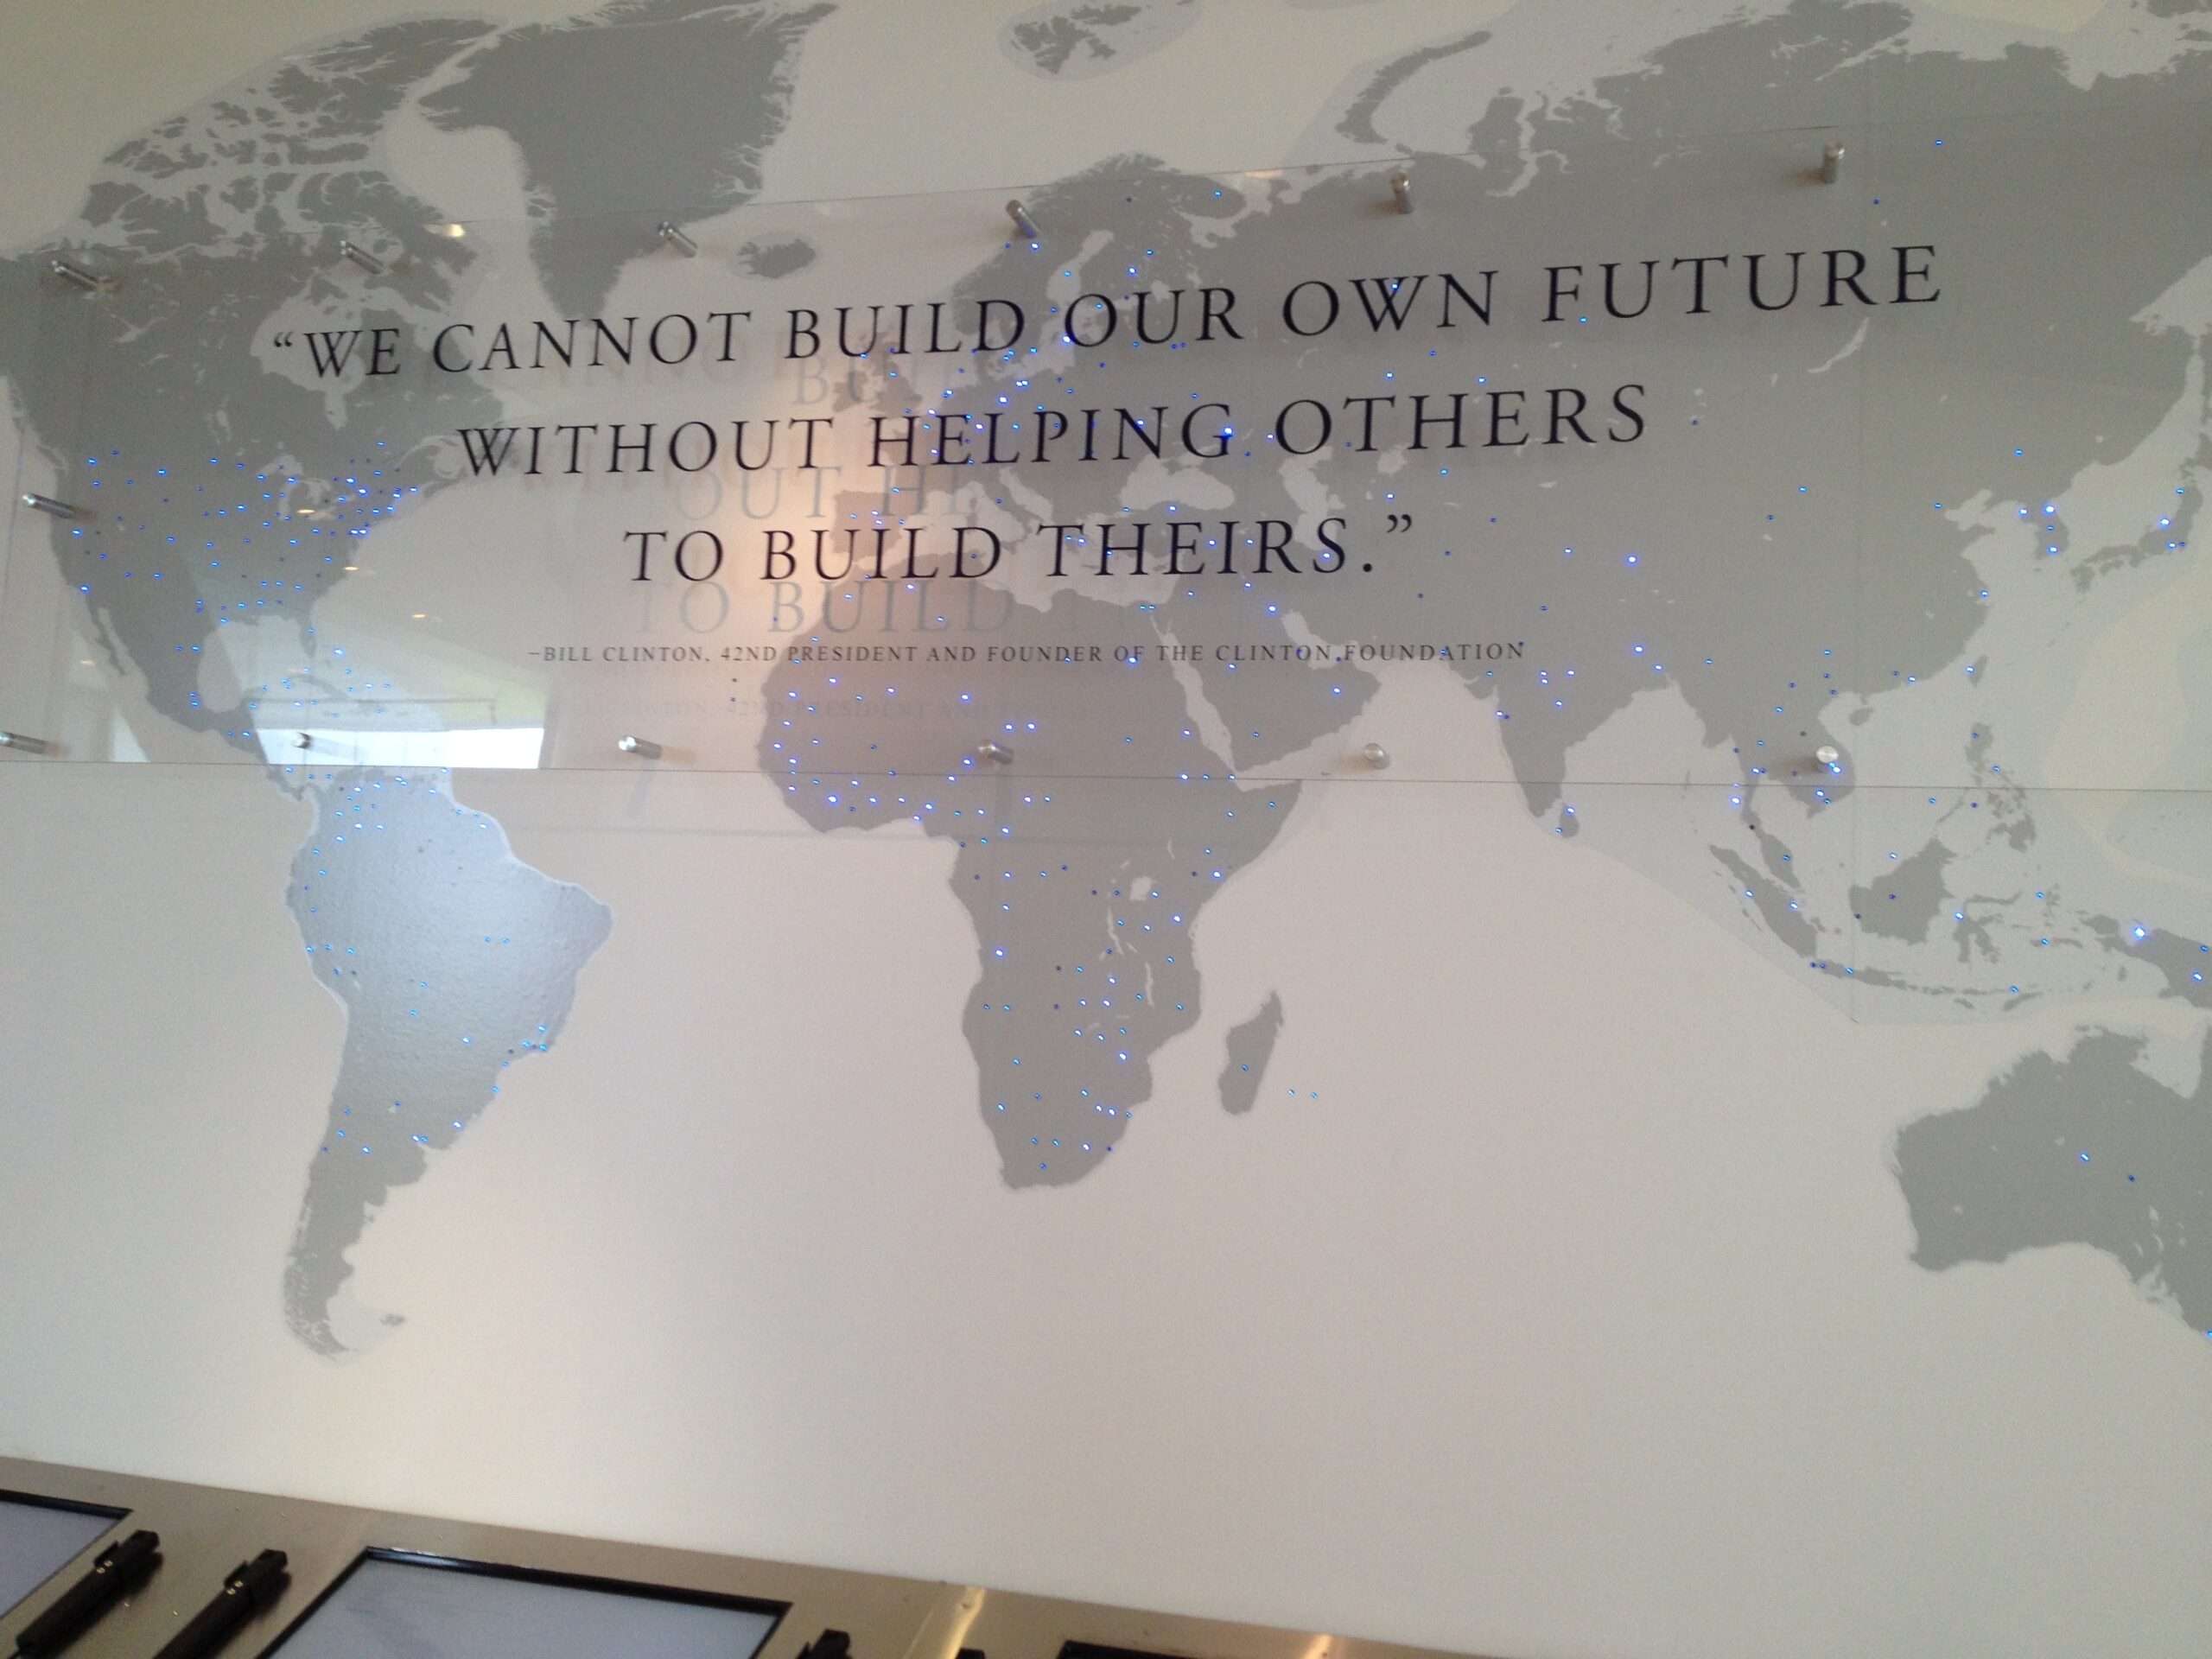 “WE CANNOT BUILD OUR OWN FUTURE
WITHOUT HELPING OTHERS
TO BUILD THEIRS.”
–BILL CLINTON, 42ND PRESIDENT AND FOUNDER OF THE CLINTON FOUNDATION